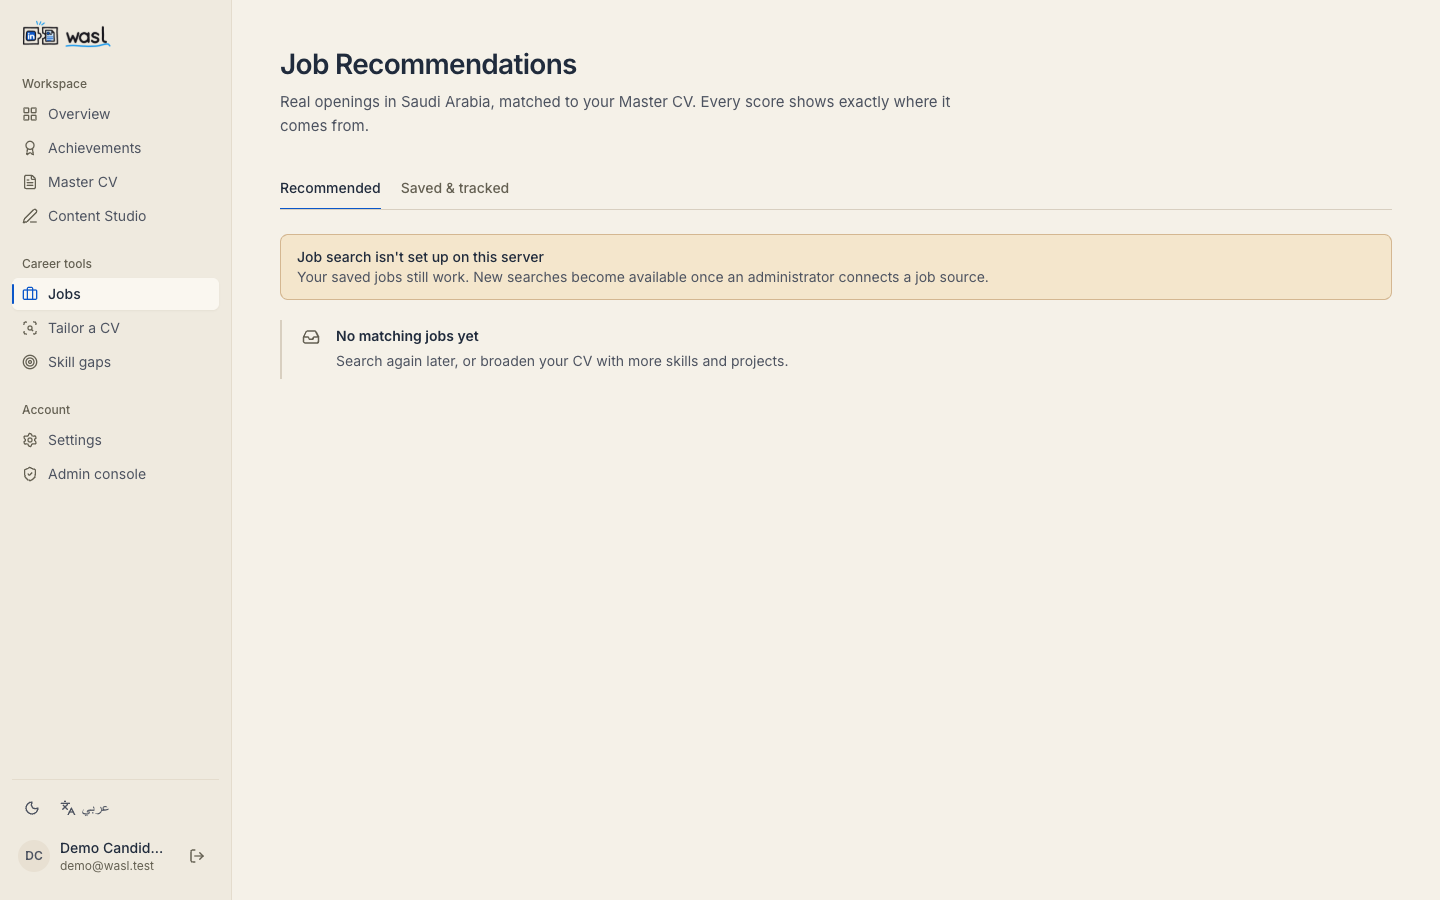 wasl
Workspace
Overview
Achievements
Master CV
Content Studio
Career tools
Jobs
Tailor a CV
Skill gaps
Account
Settings
Admin console
عربي
DC
Demo Candid...
demo@wasl.test
Job Recommendations
Real openings in Saudi Arabia, matched to your Master CV. Every score shows exactly where it
comes from.
Recommended
Saved & tracked
Job search isn't set up on this server
Your saved jobs still work. New searches become available once an administrator connects a job source.
No matching jobs yet
Search again later, or broaden your CV with more skills and projects.